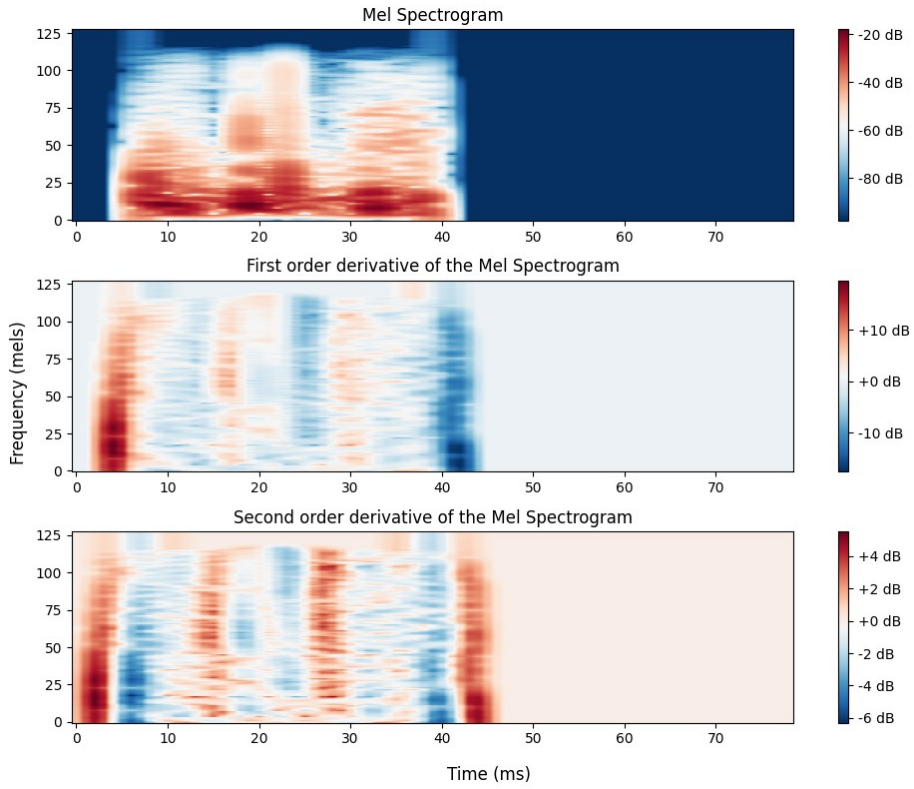 Mel Spectrogram
125
100
75
50
25
0
0 10 20 30 40 50 60 70
-20 dB
-40 dB
-60 dB
-80 dB
First order derivative of the Mel Spectrogram
Frequency (mels)
125
100
75
50
25
0
0 10 20 30 40 50 60 70
+10 dB
+0 dB
-10 dB
Second order derivative of the Mel Spectrogram
125
100
75
50
25
0
0 10 20 30 40 50 60 70
+4 dB
+2 dB
+0 dB
-2 dB
-4 dB
-6 dB
Time (ms)